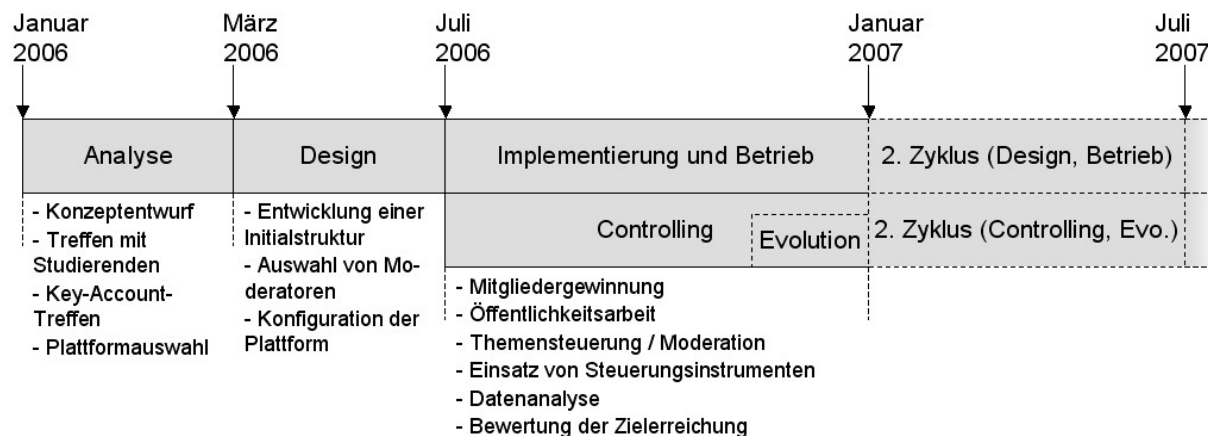 Januar
2006
März
2006
Juli
2006
Januar
2007
Juli
2007
Analyse
Design
Implementierung und Betrieb
2. Zyklus (Design, Betrieb)
Controlling
Evolution
2. Zyklus (Controlling, Evo.)
- Konzeptentwurf
- Treffen mit
Studierenden
- Key-Account-
Treffen
- Plattformauswahl
- Entwicklung einer
Initialstruktur
- Auswahl von Mo-
deratoren
- Konfiguration der
Plattform
- Mitgliedergewinnung
- Öffentlichkeitsarbeit
- Themensteuerung / Moderation
- Einsatz von Steuerungsinstrumenten
- Datenanalyse
- Bewertung der Zielerreichung